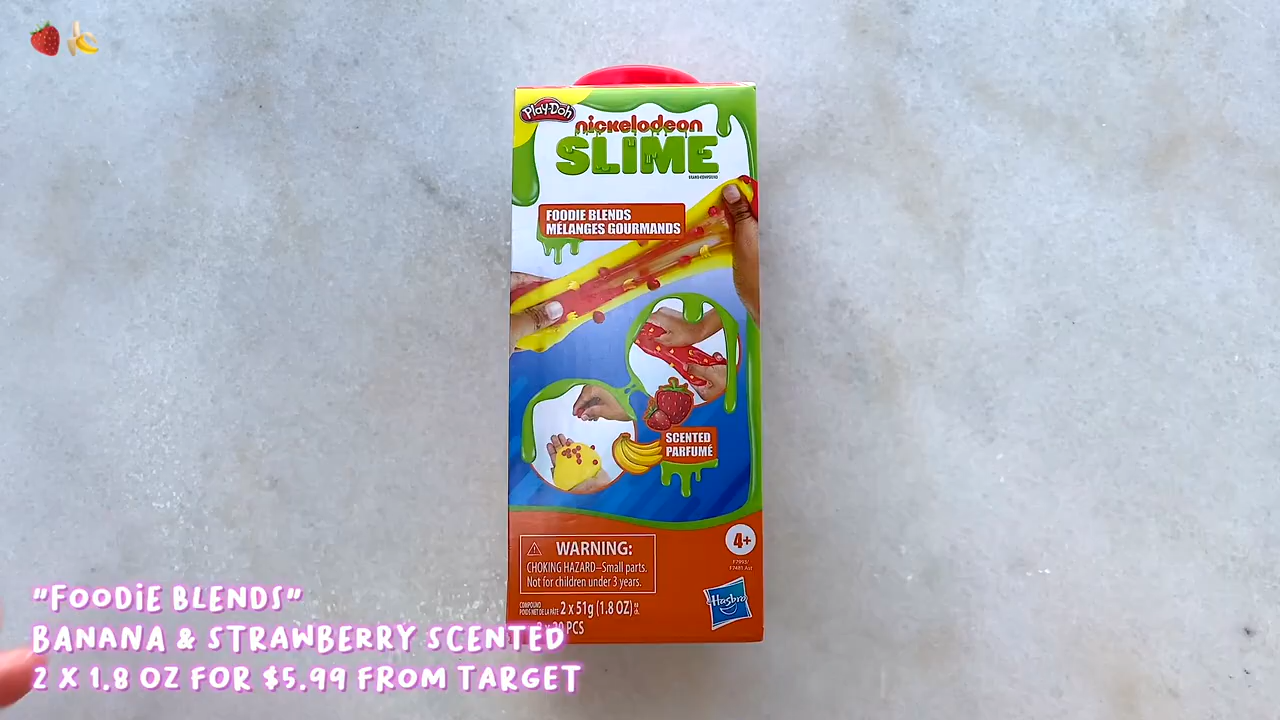 Play-Doh
nickelodeon
SLIME
FOODIE BLENDS
MÉLANGES GOURMANDS
SCENTED
PARFUMÉ
4+
WARNING:
CHOKING HAZARD–Small parts.
Not for children under 3 years.
Hasbro
2 x 51g (1.8 OZ)
PCS
"FOODIE BLENDS"
BANANA & STRAWBERRY SCENTED
2 X 1.8 OZ FOR $5.99 FROM TARGET